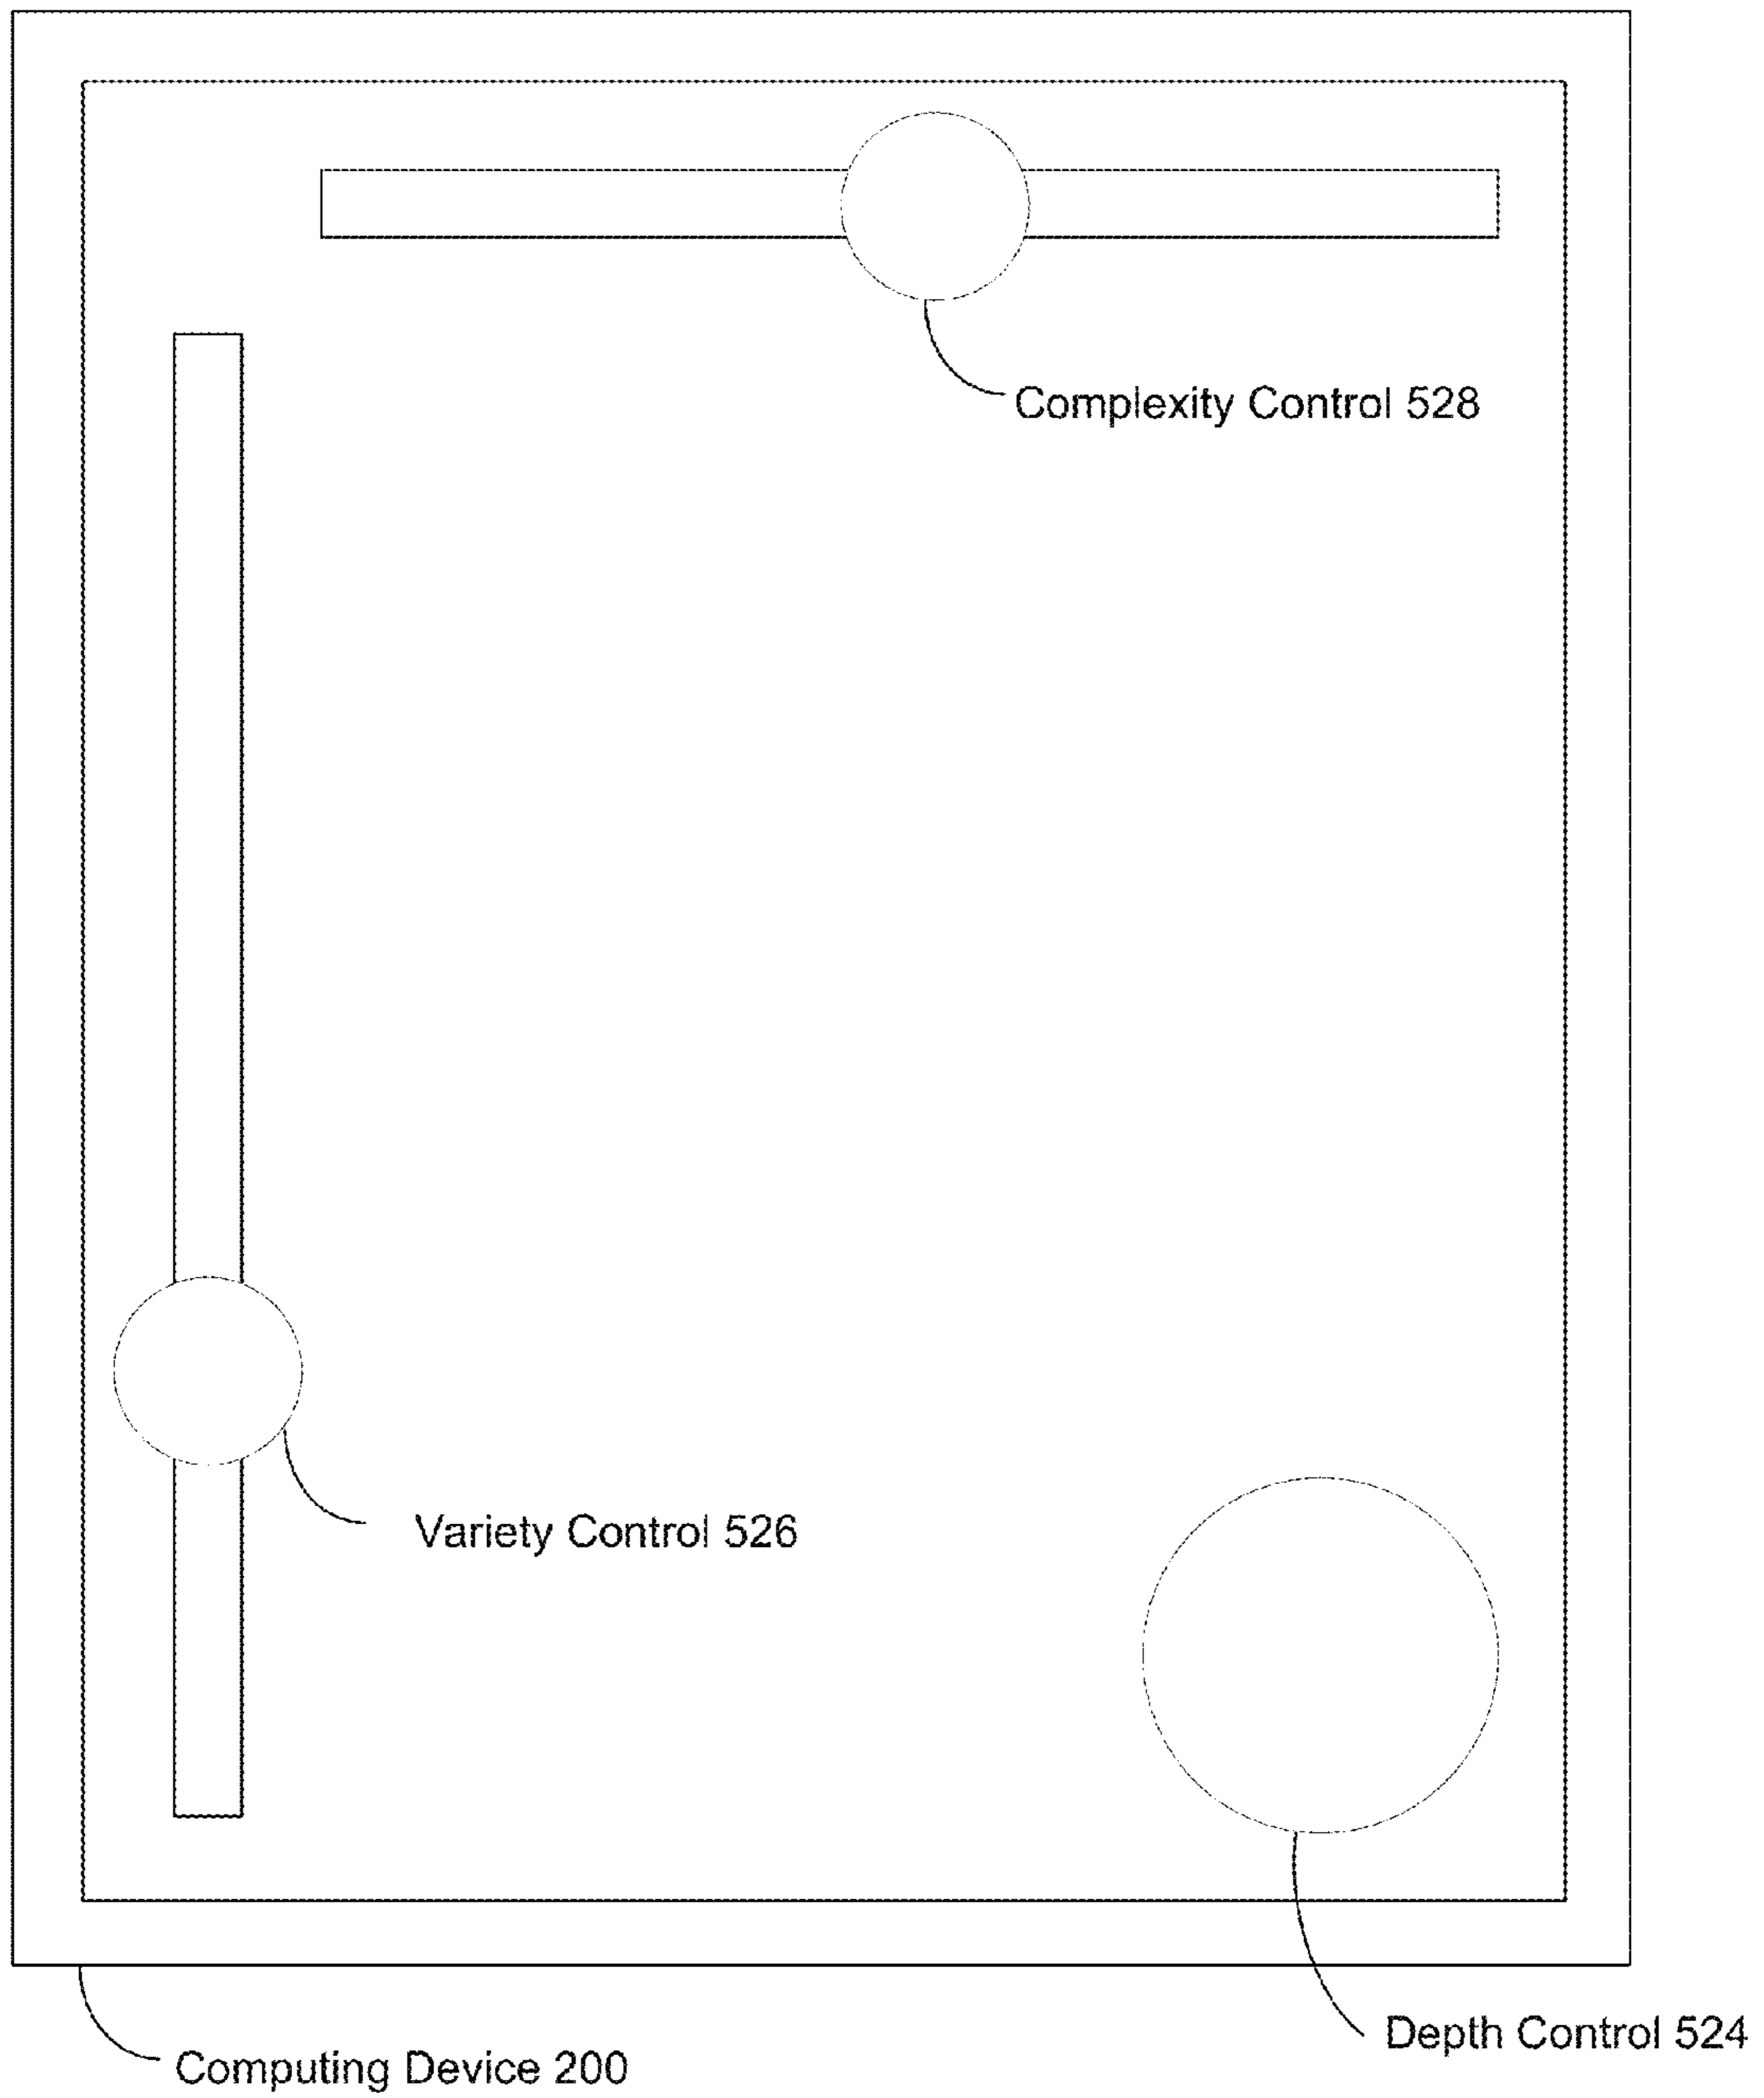 Complexity Control 528
Variety Control 526
Depth Control 524
Computing Device 200